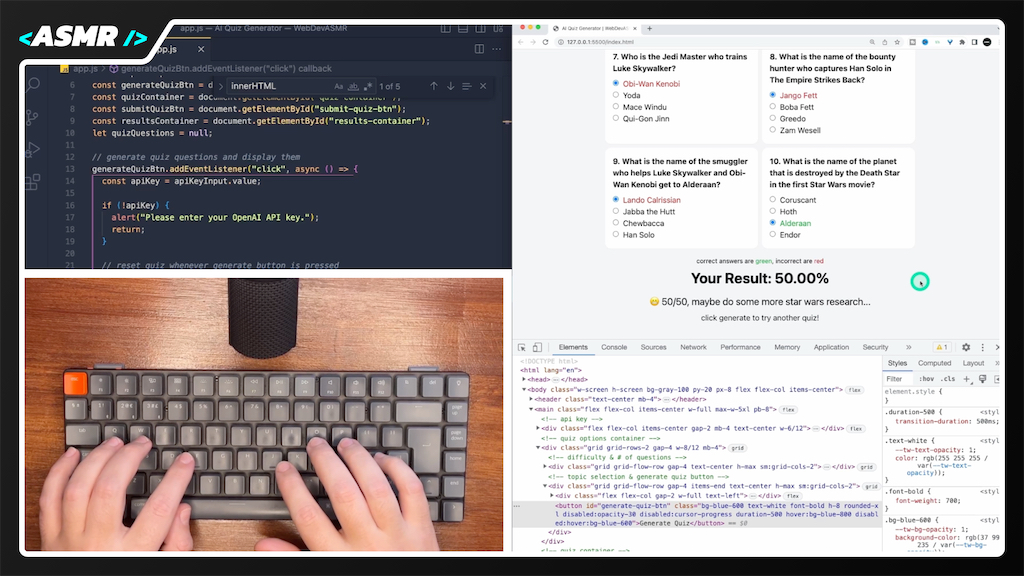 <ASMR />
app.js — AI Quiz Generator — WebDevASMR
app.js ×
app.js > generateQuizBtn.addEventListener("click") callback
innerHTML
Aa ab .*
1 of 5
6 const generateQuizBtn = d
7 const quizContainer = document.getElementById("quiz-container");
8 const submitQuizBtn = document.getElementById("submit-quiz-btn");
9 const resultsContainer = document.getElementById("results-container");
10 let quizQuestions = null;
11
12 // generate quiz questions and display them
13 generateQuizBtn.addEventListener("click", async () => {
14 const apiKey = apiKeyInput.value;
15
16 if (!apiKey) {
17 alert("Please enter your OpenAI API key.");
18 return;
19 }
20
21 // reset quiz whenever generate button is pressed
AI Quiz Generator | WebDevA
127.0.0.1:5500/index.html
7. Who is the Jedi Master who trains
Luke Skywalker?
Obi-Wan Kenobi
Yoda
Mace Windu
Qui-Gon Jinn
8. What is the name of the bounty
hunter who captures Han Solo in
The Empire Strikes Back?
Jango Fett
Boba Fett
Greedo
Zam Wesell
9. What is the name of the smuggler
who helps Luke Skywalker and Obi-
Wan Kenobi get to Alderaan?
Lando Calrissian
Jabba the Hutt
Chewbacca
Han Solo
10. What is the name of the planet
that is destroyed by the Death Star
in the first Star Wars movie?
Coruscant
Hoth
Alderaan
Endor
correct answers are green, incorrect are red
Your Result: 50.00%
50/50, maybe do some more star wars research...
click generate to try another quiz!
Elements Console Sources Network Performance Memory Application Security » 1
<!DOCTYPE html>
<html lang="en">
<head>…</head>
<body class="w-screen h-screen bg-gray-100 py-20 px-8 flex flex-col items-center"> flex
<header class="text-center mb-4">…</header>
<main class="flex flex-col items-center w-full max-w-5xl pb-8"> flex
<!-- api key -->
<div class="flex flex-col items-center gap-2 mb-4 text-center w-6/12">…</div> flex
<!-- quiz options container -->
<div class="grid grid-rows-2 gap-4 w-8/12 mb-4"> grid
<!-- difficulty & # of questions -->
<div class="grid grid-flow-row gap-4 text-center h-max sm:grid-cols-2">…</div> grid
<!-- topic selection & generate quiz button -->
<div class="grid grid-flow-row gap-4 items-end text-center h-max sm:grid-cols-2"> grid
<div class="flex flex-col gap-2 w-full text-left">…</div> flex
<button id="generate-quiz-btn" class="bg-blue-600 text-white font-bold h-8 rounded-x
l disabled:opacity-30 disabled:cursor-progress duration-500 hover:bg-blue-800 disabl
ed:hover:bg-blue-600">Generate Quiz</button> == $0
</div>
</div>
<!-- quiz container -->
Styles Computed Layout »
Filter :hov .cls +
element.style {
}
.duration-500 { <styl
transition-duration: 500ms;
}
.text-white { <styl
--tw-text-opacity: 1;
color: rgb(255 255 255 /
var(--tw-text-
opacity));
}
.font-bold { <styl
font-weight: 700;
}
.bg-blue-600 { <styl
--tw-bg-opacity: 1;
background-color: rgb(37 99
235 / var(--tw-bg-